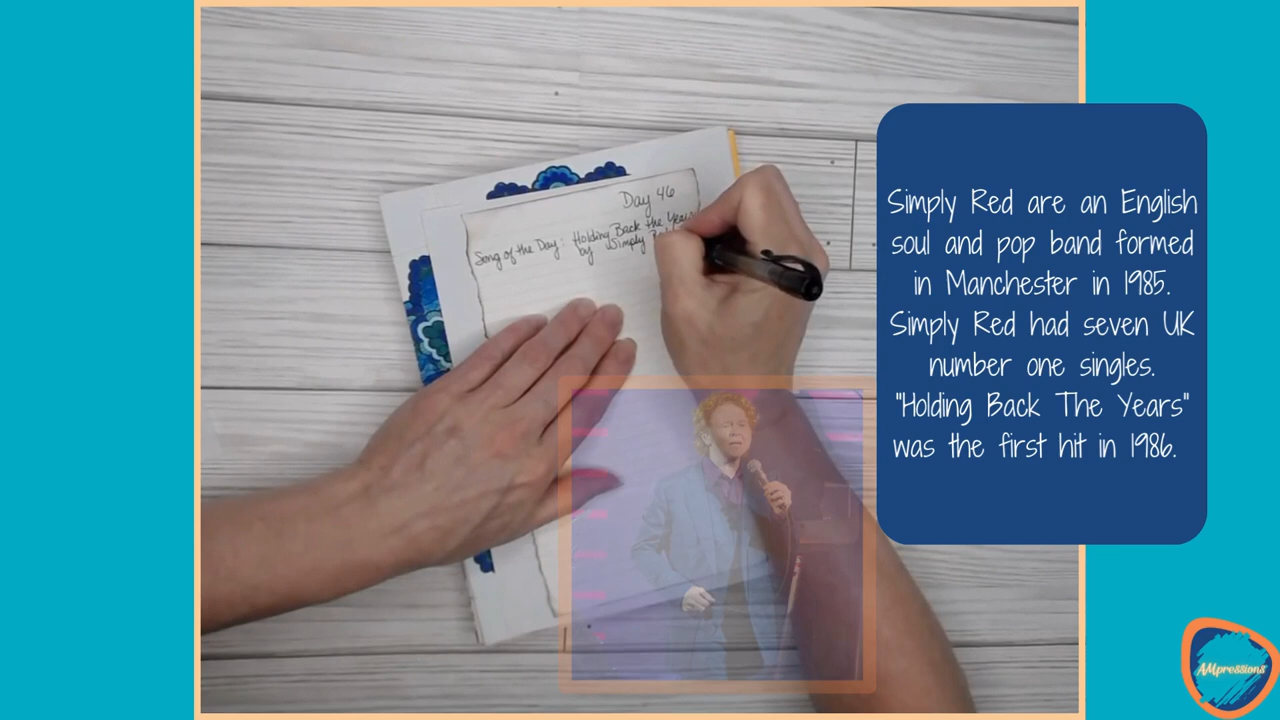 Day 46
Song of the Day: Holding Back the Years
by Simply
Simply Red are an English
soul and pop band formed
in Manchester in 1985.
Simply Red had seven UK
number one singles.
"Holding Back The Years"
was the first hit in 1986.
AMpressions